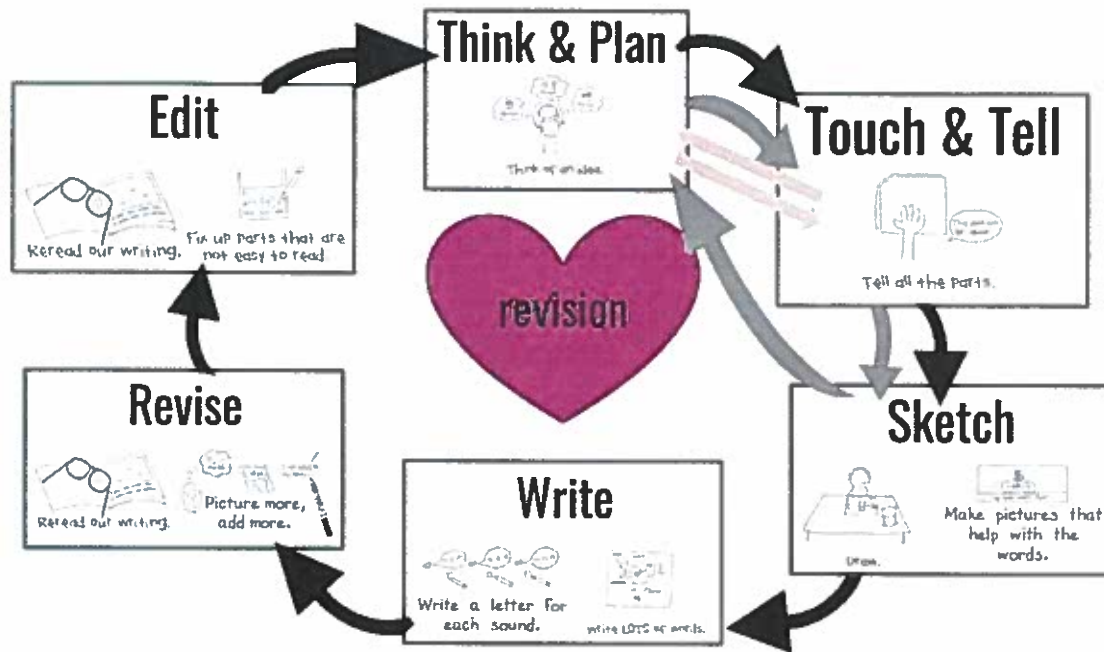 Think & Plan
Think of an idea.
Touch & Tell
Tell all the parts.
Sketch
Draw.
Make pictures that
help with the
words.
Write
Write a letter for
each sound.
Write LOTS of words.
Revise
Reread our writing.
Picture more,
add more.
Edit
Reread our writing.
Fix up parts that are
not easy to read
revision